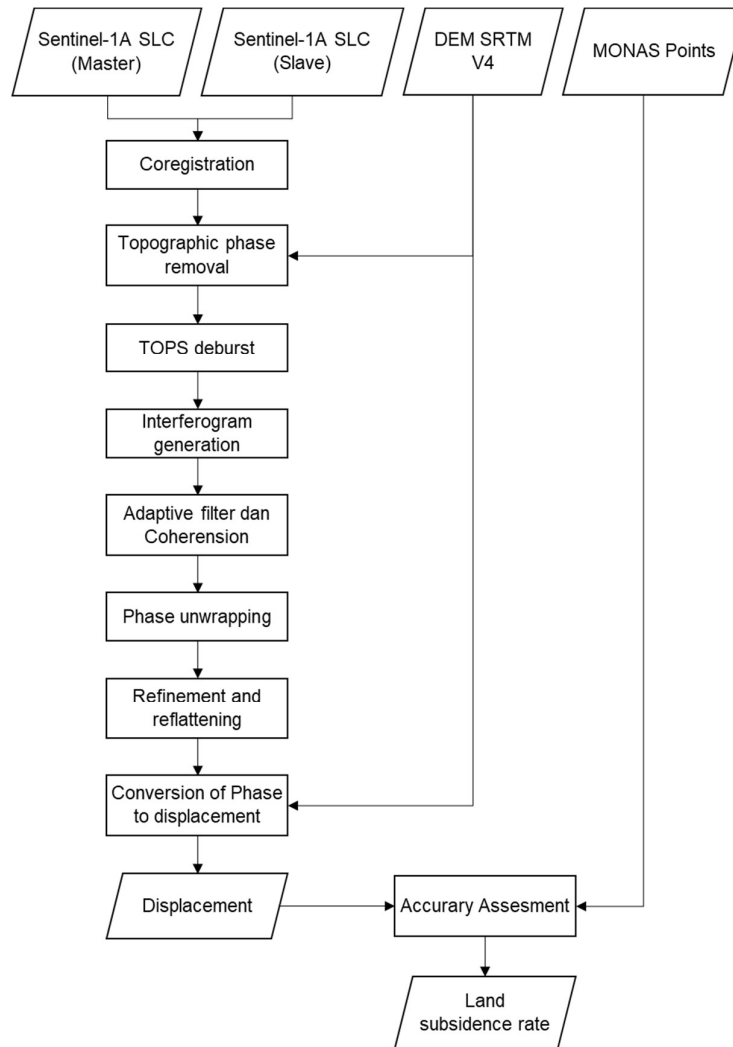 Sentinel-1A SLC
(Master)
Sentinel-1A SLC
(Slave)
DEM SRTM
V4
MONAS Points
Coregistration
Topographic phase
removal
TOPS deburst
Interferogram
generation
Adaptive filter dan
Coherension
Phase unwrapping
Refinement and
reflattening
Conversion of Phase
to displacement
Displacement
Accurary Assesment
Land
subsidence rate